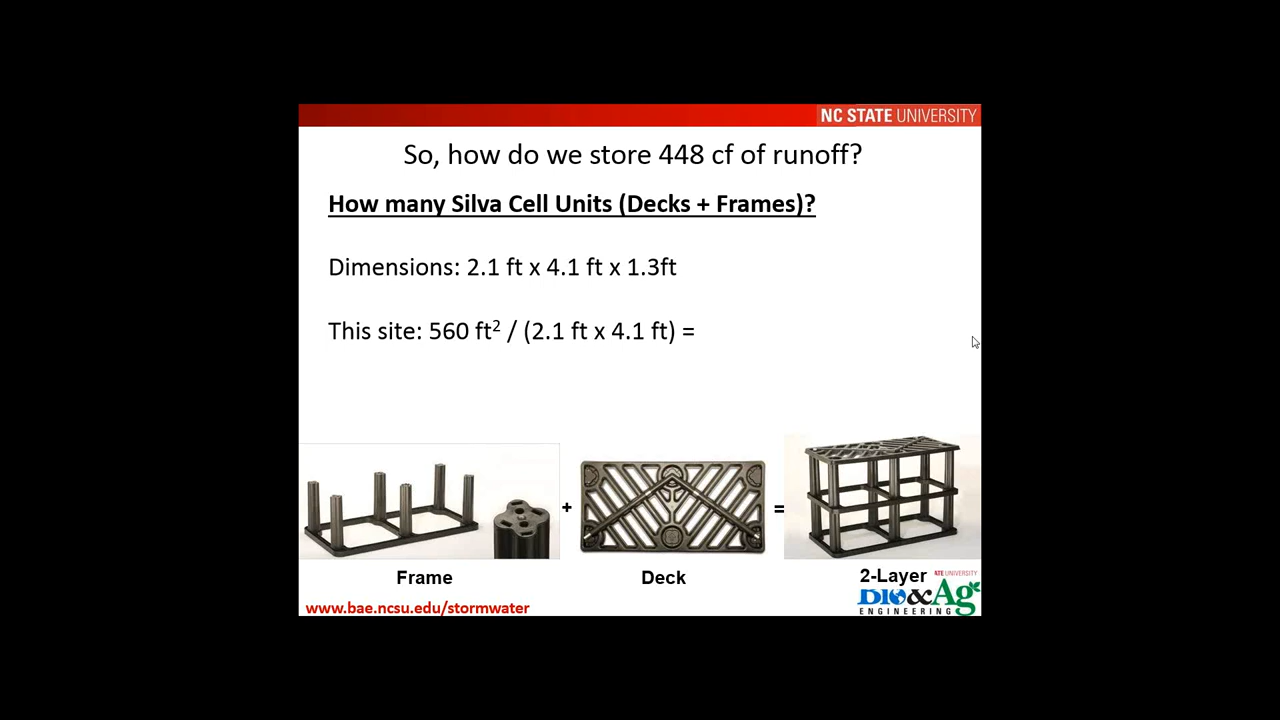 NC STATE UNIVERSITY
So, how do we store 448 cf of runoff?
How many Silva Cell Units (Decks + Frames)?
Dimensions: 2.1 ft x 4.1 ft x 1.3ft
This site: 560 ft² / (2.1 ft x 4.1 ft) =
+
=
Frame
Deck
2-Layer
ATE UNIVERSITY
BIO&Ag
ENGINEERING
www.bae.ncsu.edu/stormwater